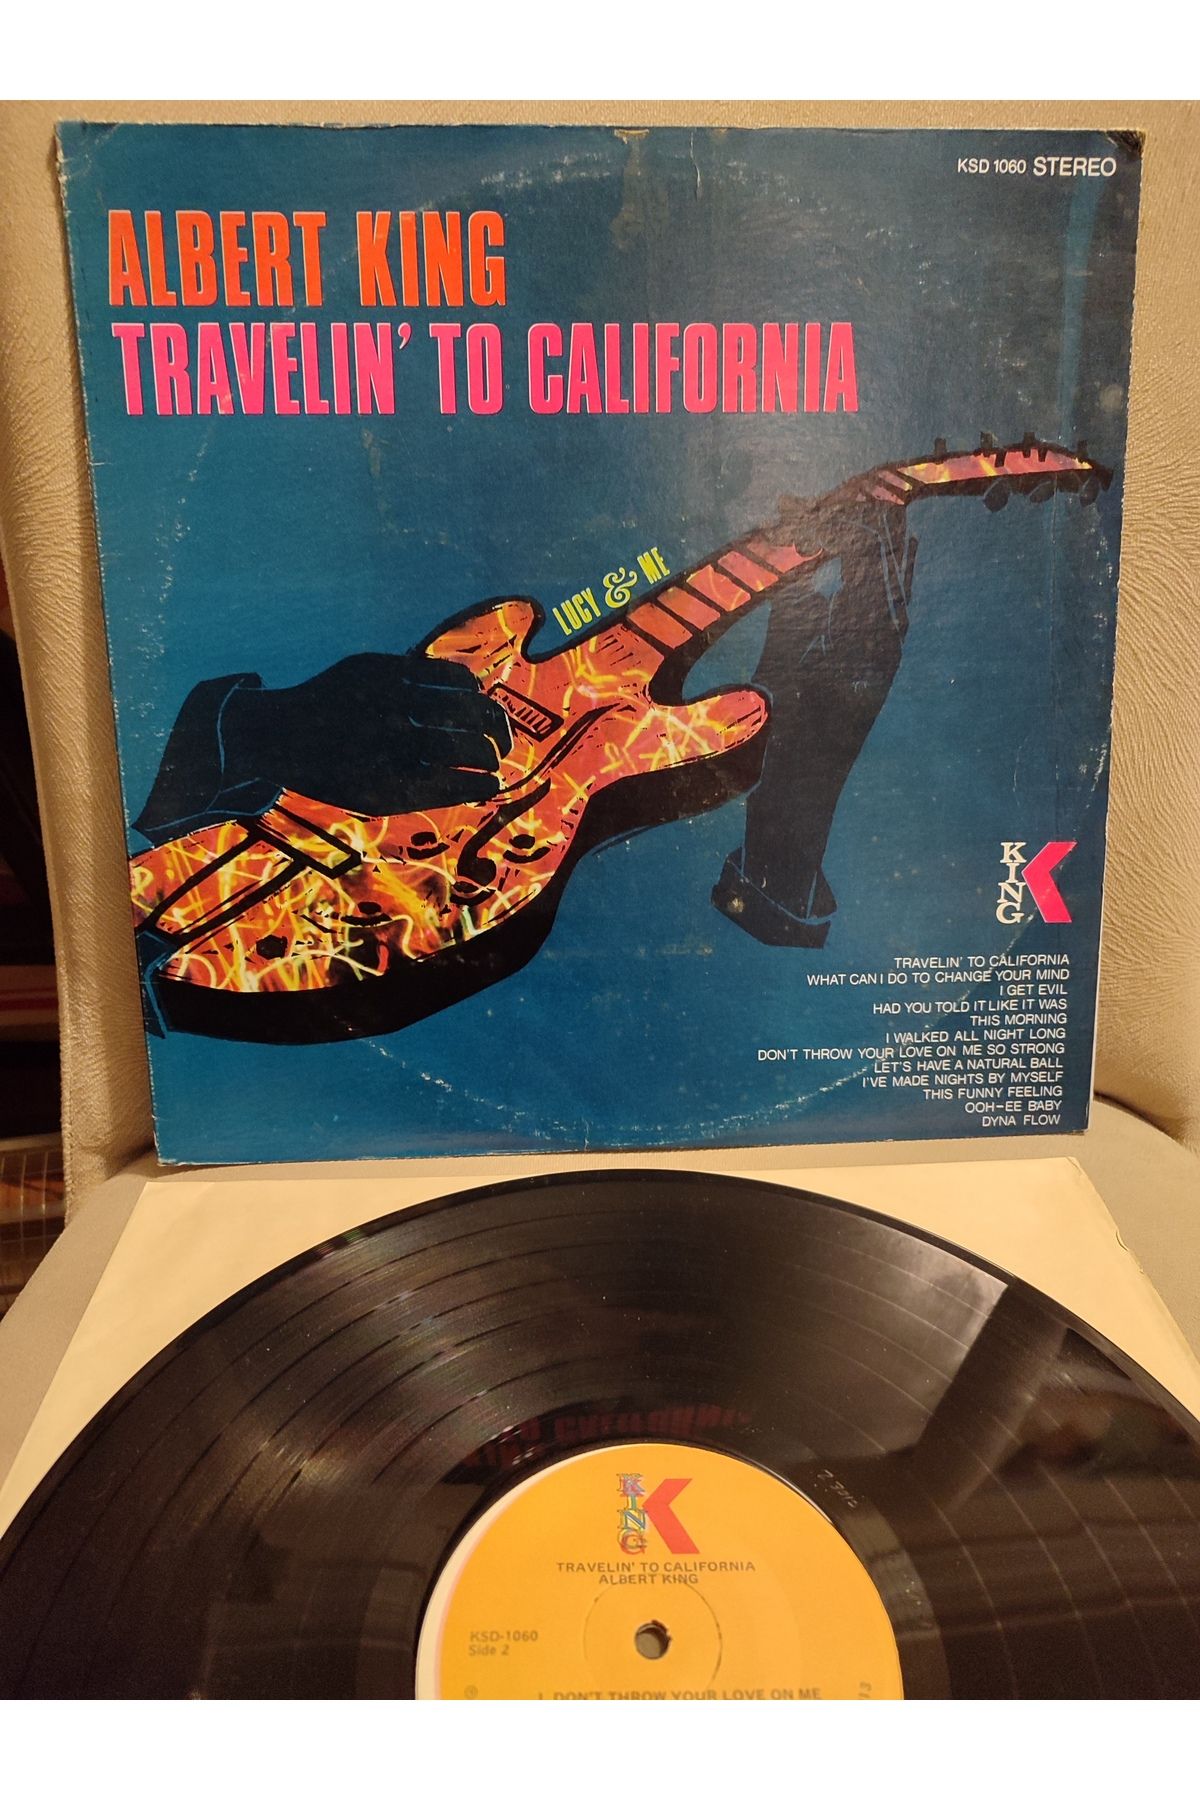 KSD 1060 STEREO
ALBERT KING
TRAVELIN' TO CALIFORNIA
LUCY & ME
KING
TRAVELIN' TO CALIFORNIA
WHAT CAN I DO TO CHANGE YOUR MIND
I GET EVIL
HAD YOU TOLD IT LIKE IT WAS
THIS MORNING
I WALKED ALL NIGHT LONG
DON'T THROW YOUR LOVE ON ME SO STRONG
LET'S HAVE A NATURAL BALL
I'VE MADE NIGHTS BY MYSELF
THIS FUNNY FEELING
OOH-EE BABY
DYNA FLOW
KING
TRAVELIN' TO CALIFORNIA
ALBERT KING
KSD-1060
Side 2
1. DON'T THROW YOUR LOVE ON ME